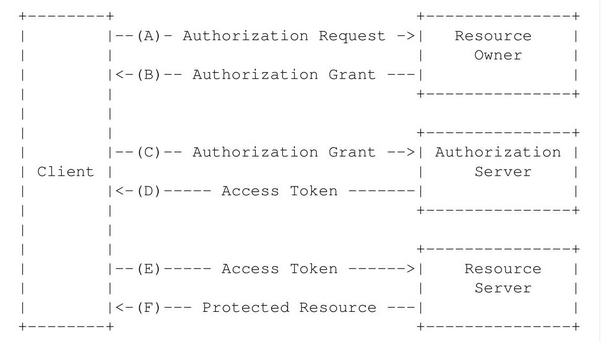 +--------+                               +---------------+
|        |--(A)- Authorization Request ->|   Resource    |
|        |                               |     Owner     |
|        |<-(B)-- Authorization Grant ---|               |
|        |                               +---------------+
|        |
|        |                               +---------------+
|        |--(C)-- Authorization Grant -->| Authorization |
| Client |                               |     Server    |
|        |<-(D)----- Access Token -------|               |
|        |                               +---------------+
|        |
|        |                               +---------------+
|        |--(E)----- Access Token ------>|    Resource   |
|        |                               |     Server    |
|        |<-(F)--- Protected Resource ---|               |
+--------+                               +---------------+